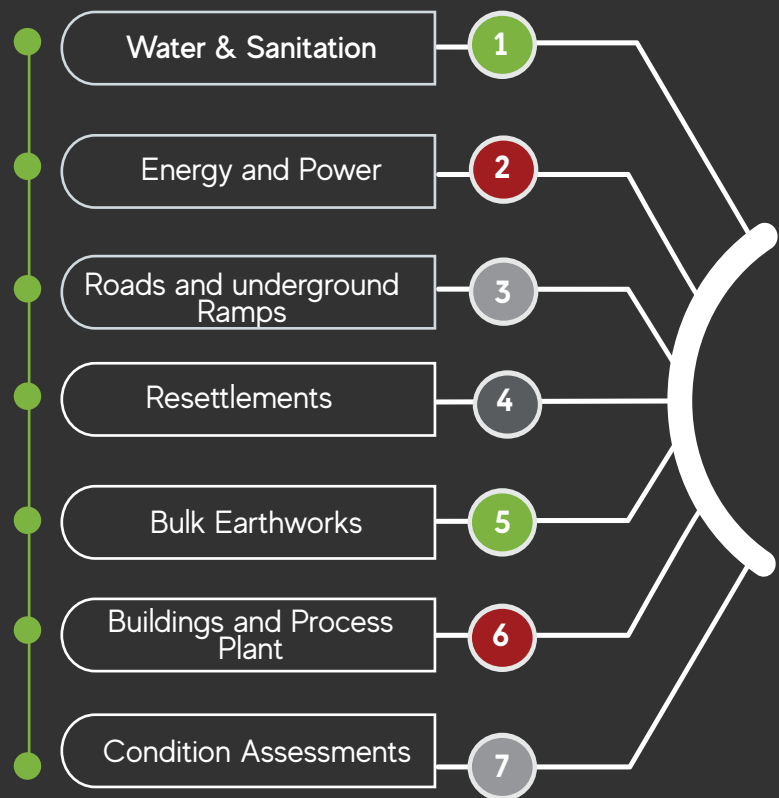 Water & Sanitation
1
Energy and Power
2
Roads and underground
Ramps
3
Resettlements
4
Bulk Earthworks
5
Buildings and Process
Plant
6
Condition Assessments
7